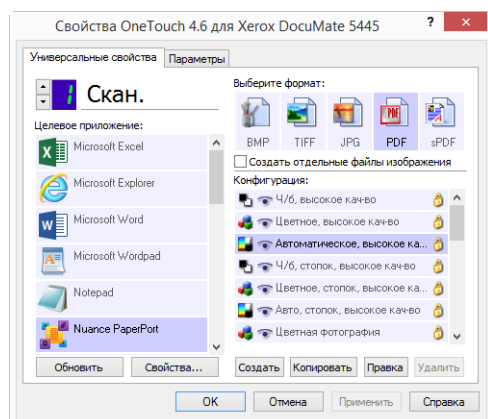 Свойства OneTouch 4.6 для Xerox DocuMate 5445
Универсальные свойства
Параметры
1 Скан.
Целевое приложение:
Microsoft Excel
Microsoft Explorer
Microsoft Word
Microsoft Wordpad
Notepad
Nuance PaperPort
Обновить
Свойства...
Выберите формат:
BMP TIFF JPG PDF sPDF
Создать отдельные файлы изображения
Конфигурация:
Ч/б, высокое кач-во
Цветное, высокое кач-во
Автоматическое, высокое ка...
Ч/б, стопок, высокое кач-во
Цветное, стопок, высокое ка...
Авто, стопок, высокое кач-во
Цветная фотография
Создать Копировать Правка Удалить
OK Отмена Применить Справка